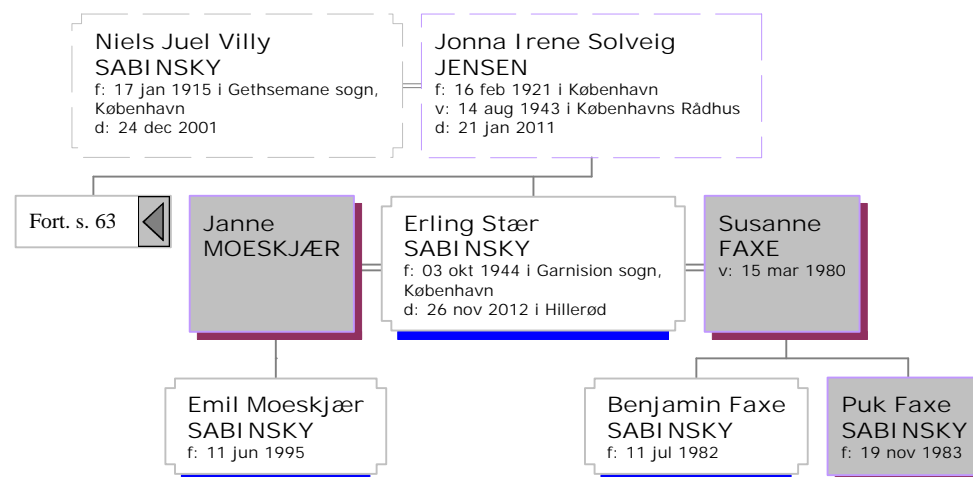 Niels Juel Villy
SABINSKY
f: 17 jan 1915 i Gethsemane sogn,
København
d: 24 dec 2001
Jonna Irene Solveig
JENSEN
f: 16 feb 1921 i København
v: 14 aug 1943 i Københavns Rådhus
d: 21 jan 2011
Fort. s. 63
Janne
MOESKJÆR
Erling Stær
SABINSKY
f: 03 okt 1944 i Garnision sogn,
København
d: 26 nov 2012 i Hillerød
Susanne
FAXE
v: 15 mar 1980
Emil Moeskjær
SABINSKY
f: 11 jun 1995
Benjamin Faxe
SABINSKY
f: 11 jul 1982
Puk Faxe
SABINSKY
f: 19 nov 1983